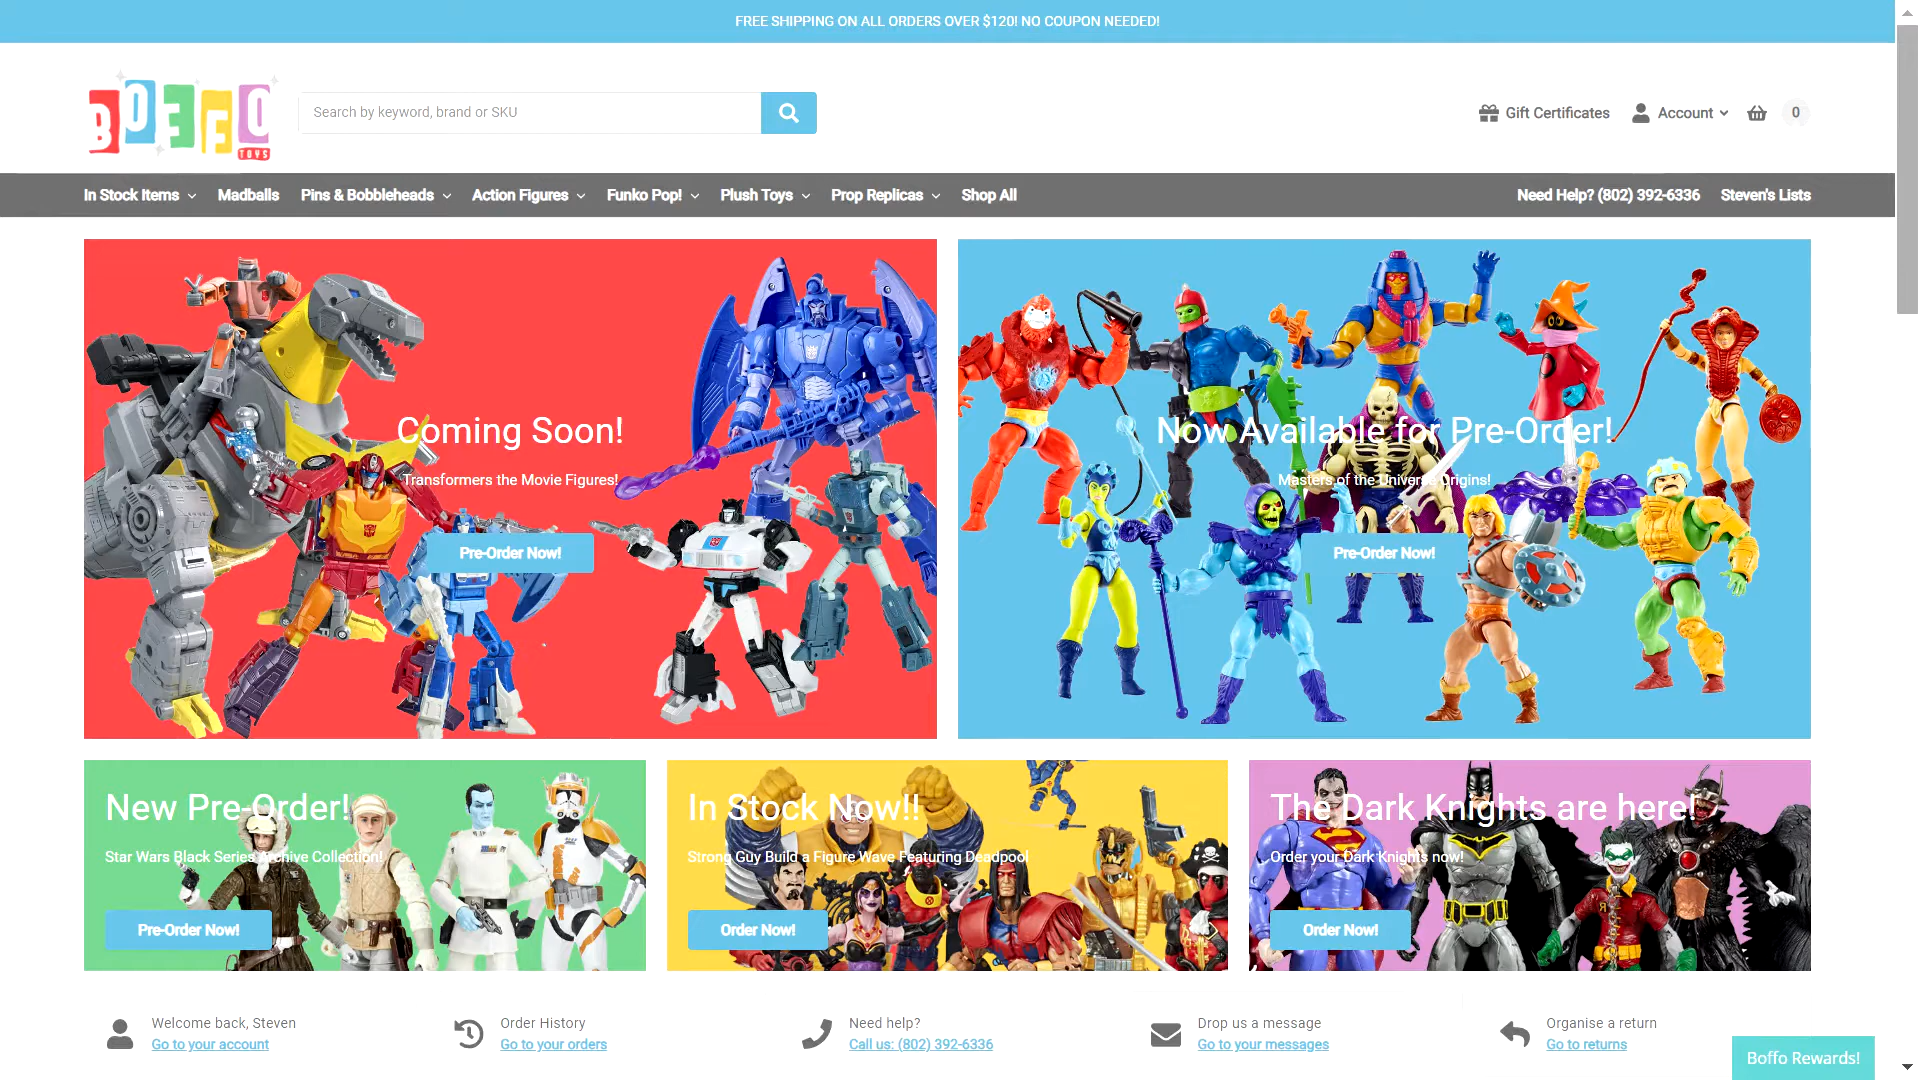 FREE SHIPPING ON ALL ORDERS OVER $120! NO COUPON NEEDED!
BOFFO
TOYS
Search by keyword, brand or SKU
Gift Certificates
Account
0
In Stock Items
Madballs
Pins & Bobbleheads
Action Figures
Funko Pop!
Plush Toys
Prop Replicas
Shop All
Need Help? (802) 392-6336
Steven's Lists
Coming Soon!
Transformers the Movie Figures!
Pre-Order Now!
Now Available for Pre-Order!
Masters of the Universe Origins!
Pre-Order Now!
New Pre-Order!
Star Wars Black Series Archive Collection!
Pre-Order Now!
In Stock Now!!
Strong Guy Build a Figure Wave Featuring Deadpool
Order Now!
The Dark Knights are here!
Order your Dark Knights now!
Order Now!
Welcome back, Steven
Go to your account
Order History
Go to your orders
Need help?
Call us: (802) 392-6336
Drop us a message
Go to your messages
Organise a return
Go to returns
Boffo Rewards!